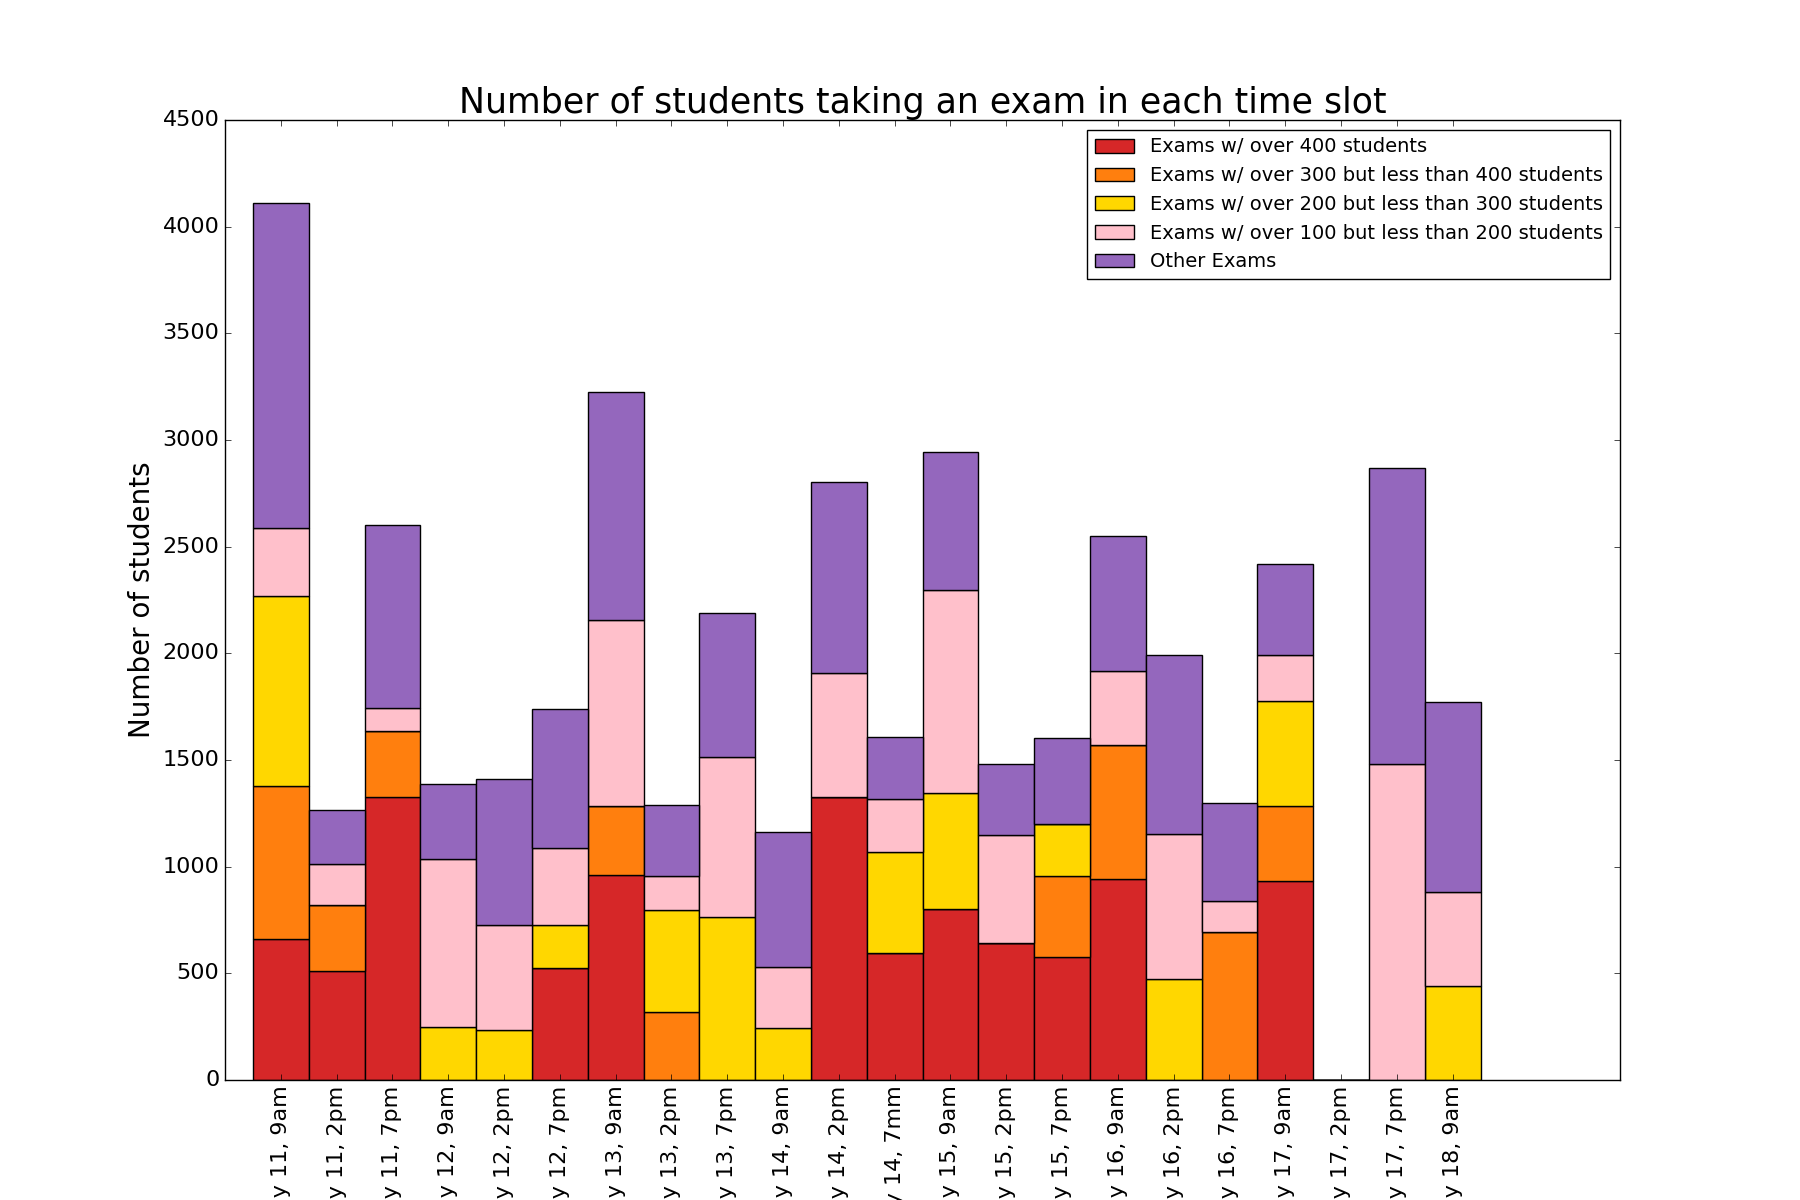 Number of students taking an exam in each time slot
Number of students
4500
4000
3500
3000
2500
2000
1500
1000
500
0
Exams w/ over 400 students
Exams w/ over 300 but less than 400 students
Exams w/ over 200 but less than 300 students
Exams w/ over 100 but less than 200 students
Other Exams
y 11, 9am
y 11, 2pm
y 11, 7pm
y 12, 9am
y 12, 2pm
y 12, 7pm
y 13, 9am
y 13, 2pm
y 13, 7pm
y 14, 9am
y 14, 2pm
y 14, 7mm
y 15, 9am
y 15, 2pm
y 15, 7pm
y 16, 9am
y 16, 2pm
y 16, 7pm
y 17, 9am
y 17, 2pm
y 17, 7pm
y 18, 9am